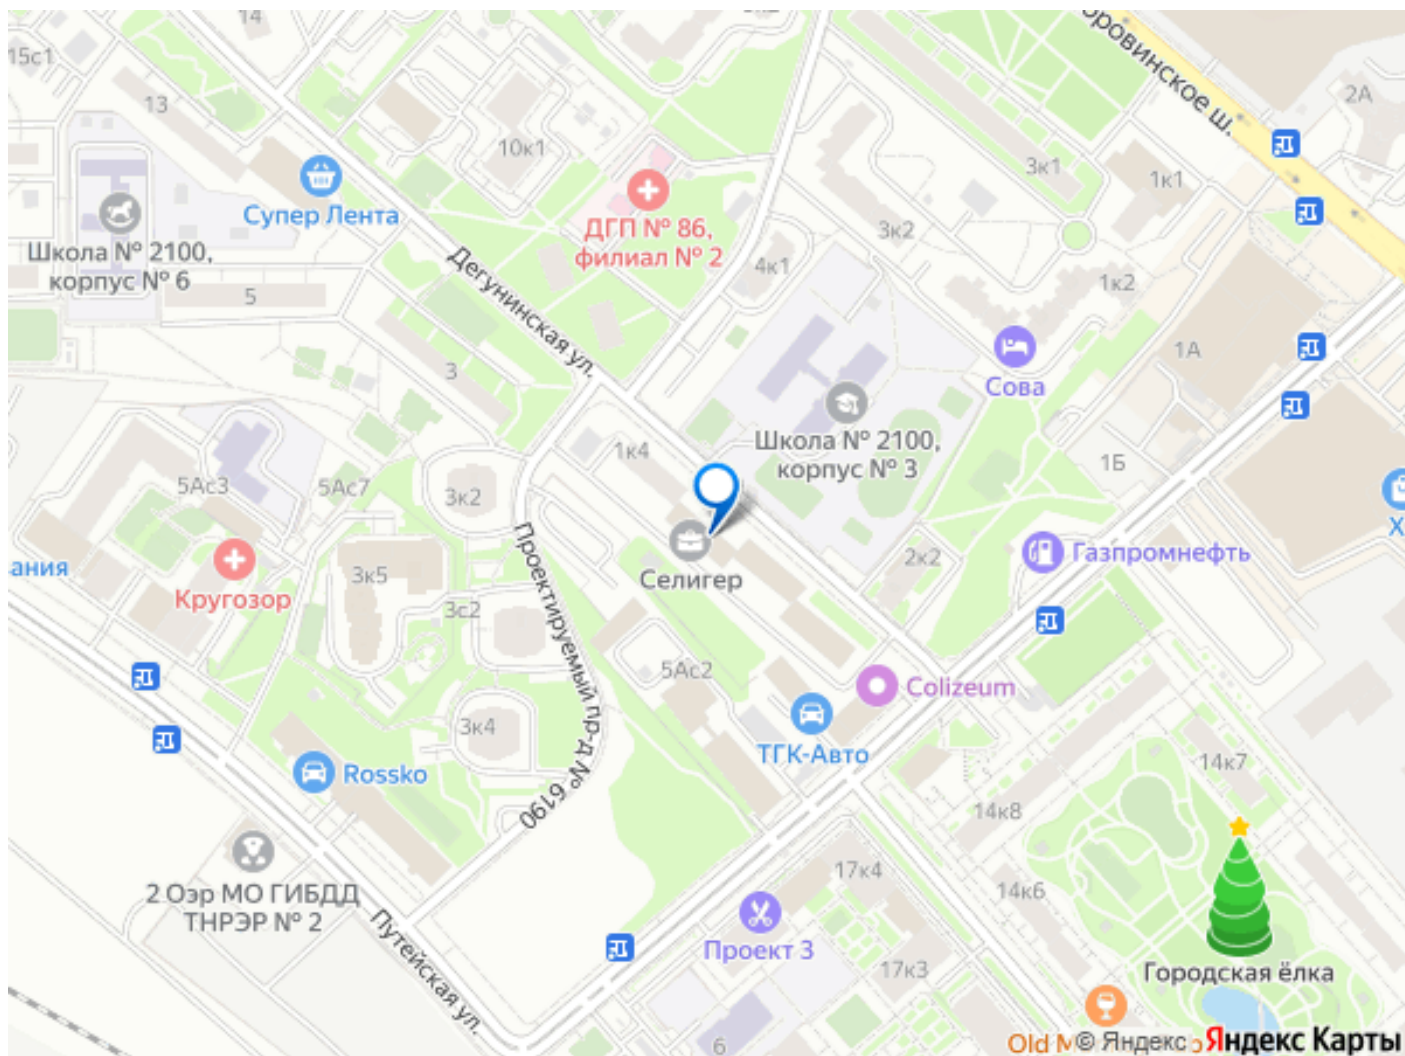 14
15с1
13
10к1
Супер Лента
Школа № 2100,
корпус № 6
5
ДГП № 86,
филиал № 2
4к1
Дегунинская ул.
3
3к1
1к1
2А
3к2
1к2
1А
Сова
Школа № 2100,
корпус № 3
1к4
1Б
5Ас3
5Ас7
3к2
Проектируемый пр-д № 6190
Селигер
2к2
Газпромнефть
Кругозор
3к5
3с2
5Ас2
Colizeum
3к4
ТГК-Авто
Rossko
14к7
14к8
2 Оэр МО ГИБДД
ТНРЭР № 2
17к4
14к6
Путейская ул.
Проект 3
17к3
Городская ёлка
6
Old
© Яндекс
Яндекс Карты